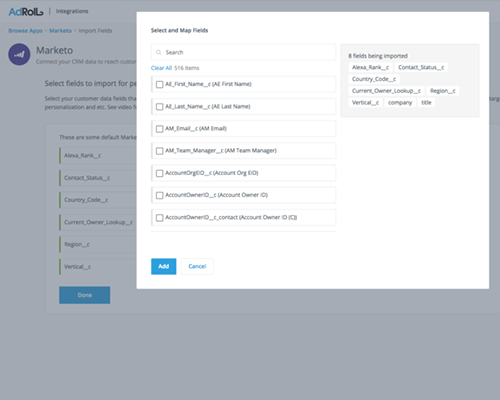 AdRoll
Integrations
Browse Apps > Marketo > Import Fields
Marketo
Connect your CRM data to reach customer
Select fields to import for pe
Select your customer data fields that
personalization and etc. See video f
targe
These are some default Marke
Alexa_Rank__c
Contact_Status__c
Country_Code__c
Current_Owner_Lookup__c
Region__c
Vertical__c
Done
Select and Map Fields
Search
Clear All 516 items
AE_First_Name__c (AE First Name)
AE_Last_Name__c (AE Last Name)
AM_Email__c (AM Email)
AM_Team_Manager__c (AM Team Manager)
AccountOrgEIO__c (Account Org EIO)
AccountOwnerID__c (Account Owner ID)
AccountOwnerID__c_contact (Account Owner ID (C))
Add
Cancel
8 fields being imported
Alexa_Rank__c Contact_Status__c
Country_Code__c
Current_Owner_Lookup__c Region__c
Vertical__c company title